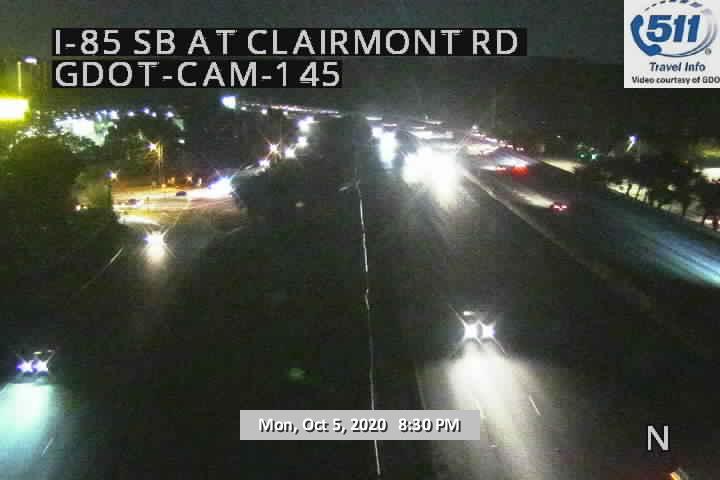 I-85 SB AT CLAIRMONT RD
GDOT-CAM-145
511
Travel Info
Video courtesy of GDO
Mon, Oct 5, 2020 8:30 PM
N